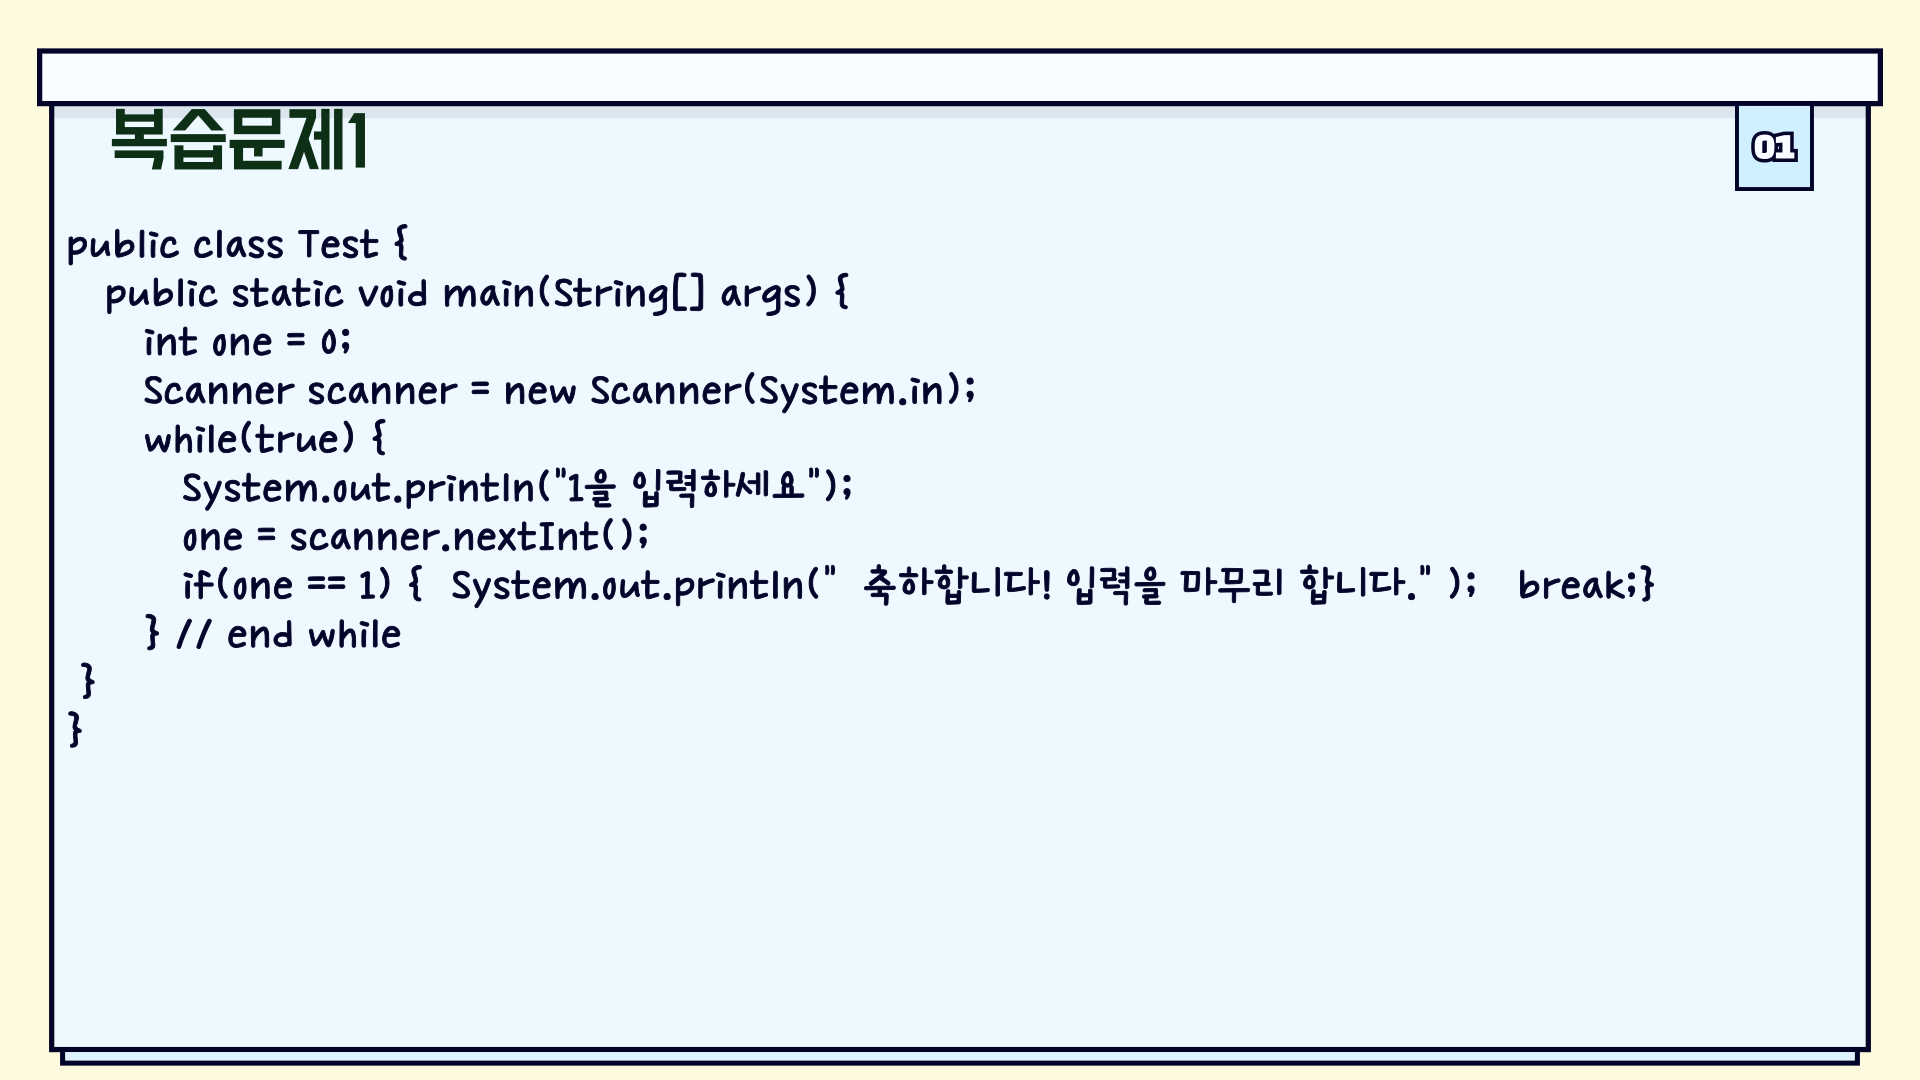 복습문제1
01
public class Test {
  public static void main(String[] args) {
    int one = 0;
    Scanner scanner = new Scanner(System.in);
    while(true) {
      System.out.println("1을 입력하세요");
      one = scanner.nextInt();
      if(one == 1) {  System.out.println("  축하합니다! 입력을 마무리 합니다." );   break;}
    } // end while
 }
}